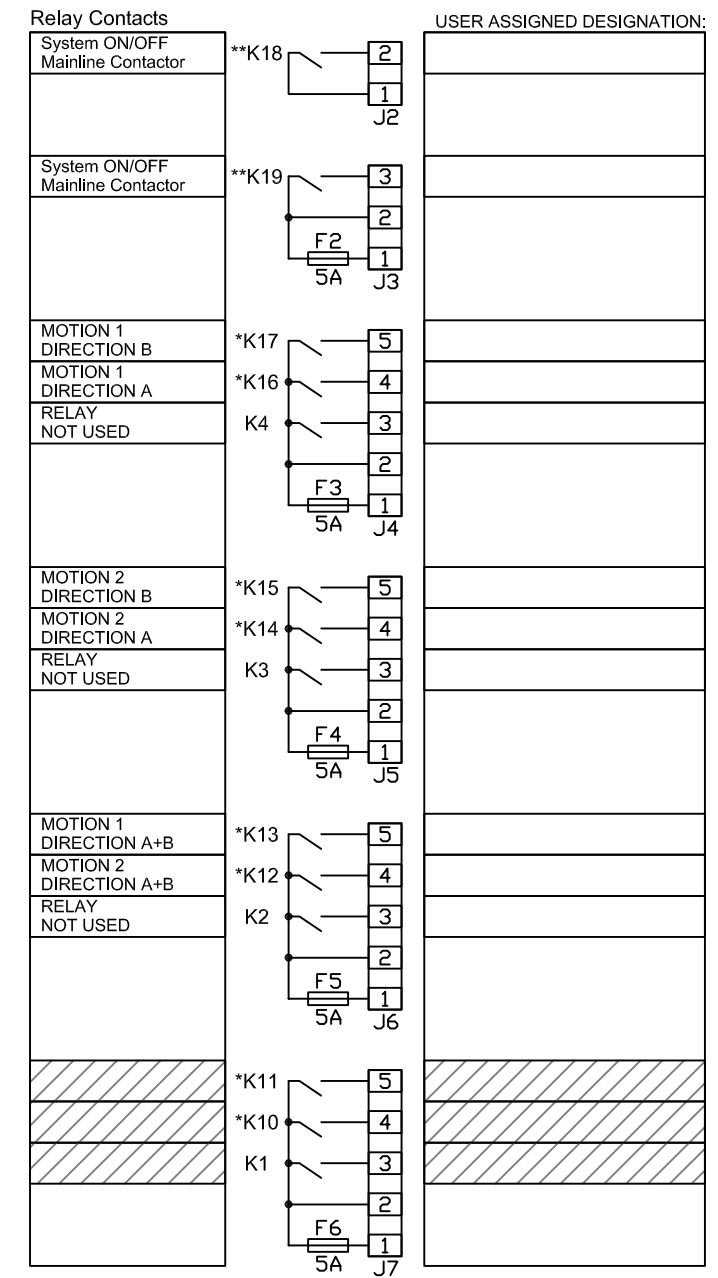 Relay Contacts
USER ASSIGNED DESIGNATION:
System ON/OFF
Mainline Contactor
**K18
2
1
J2
System ON/OFF
Mainline Contactor
**K19
3
2
F2
1
5A
J3
MOTION 1
DIRECTION B
*K17
5
MOTION 1
DIRECTION A
*K16
4
RELAY
NOT USED
K4
3
2
F3
1
5A
J4
MOTION 2
DIRECTION B
*K15
5
MOTION 2
DIRECTION A
*K14
4
RELAY
NOT USED
K3
3
2
F4
1
5A
J5
MOTION 1
DIRECTION A+B
*K13
5
MOTION 2
DIRECTION A+B
*K12
4
RELAY
NOT USED
K2
3
2
F5
1
5A
J6
*K11
5
*K10
4
K1
3
2
F6
1
5A
J7